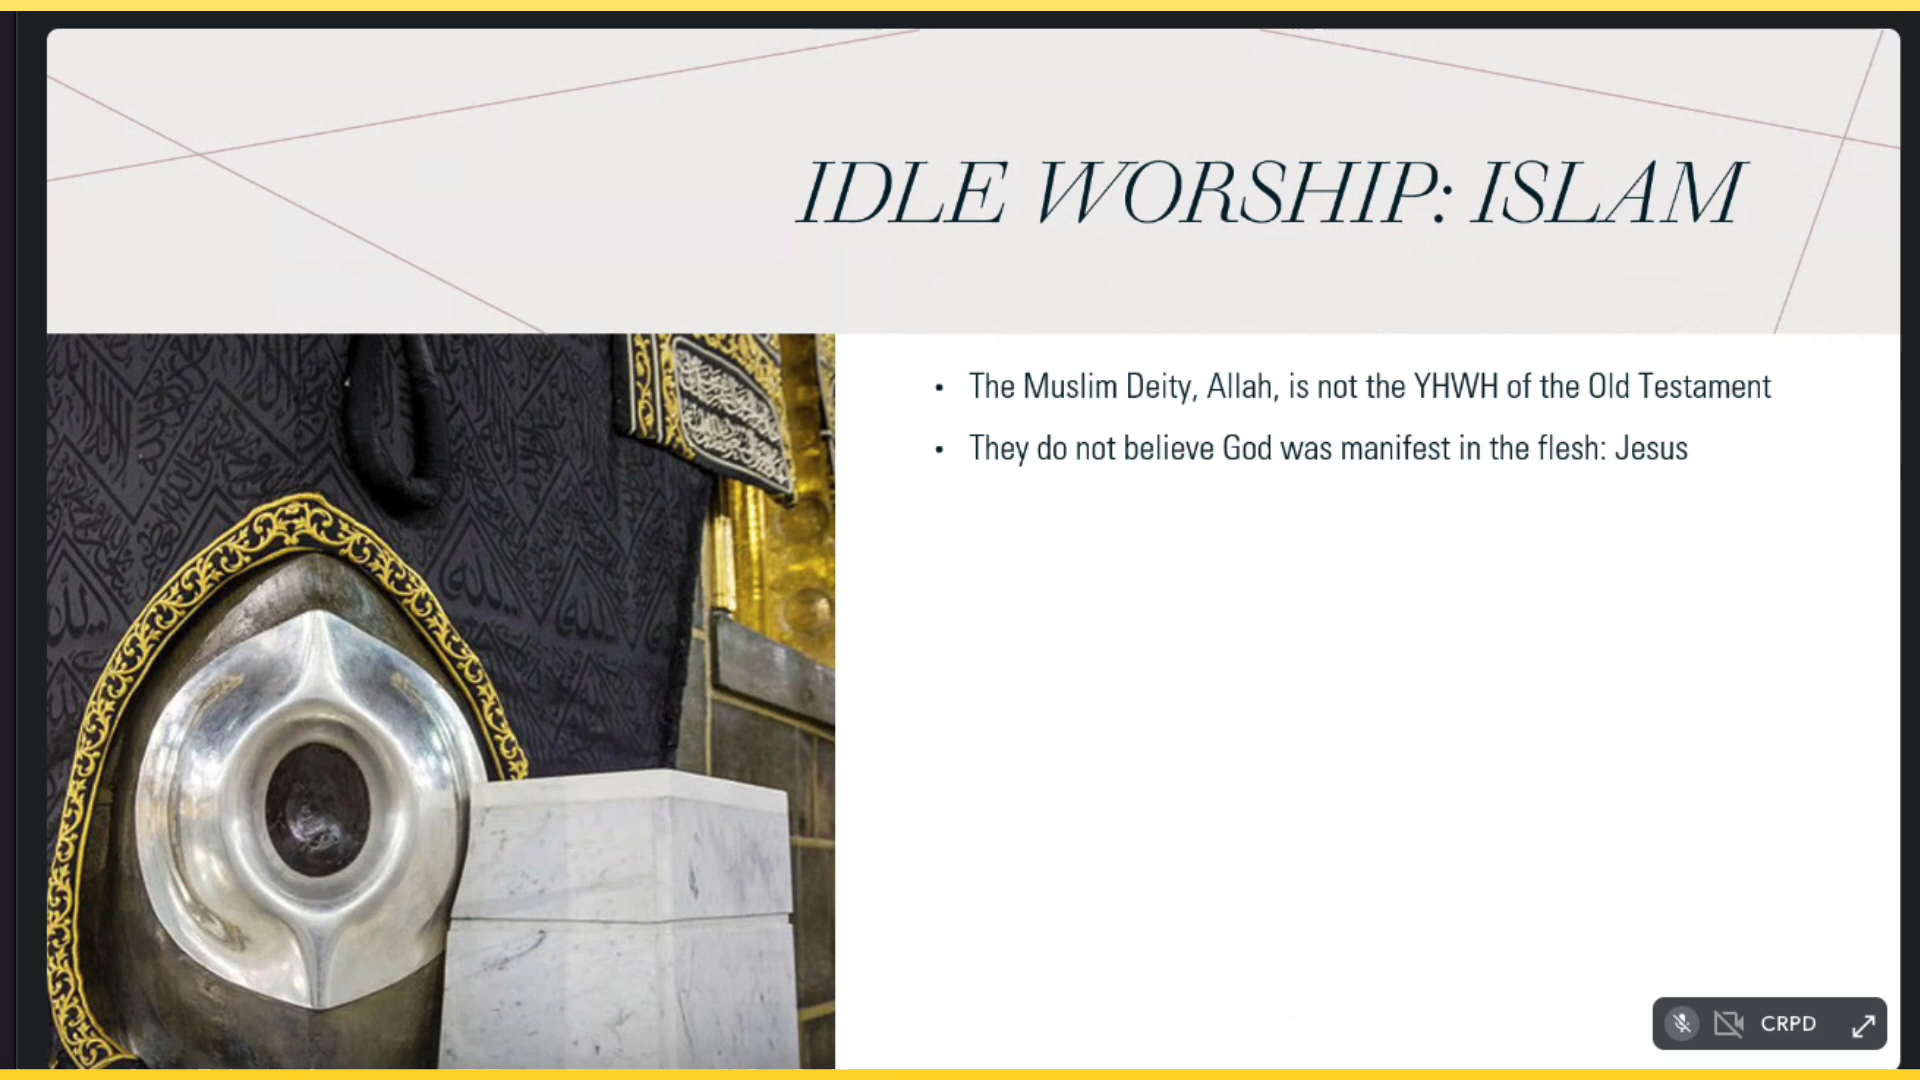 IDLE WORSHIP: ISLAM
• The Muslim Deity, Allah, is not the YHWH of the Old Testament
• They do not believe God was manifest in the flesh: Jesus
CRPD